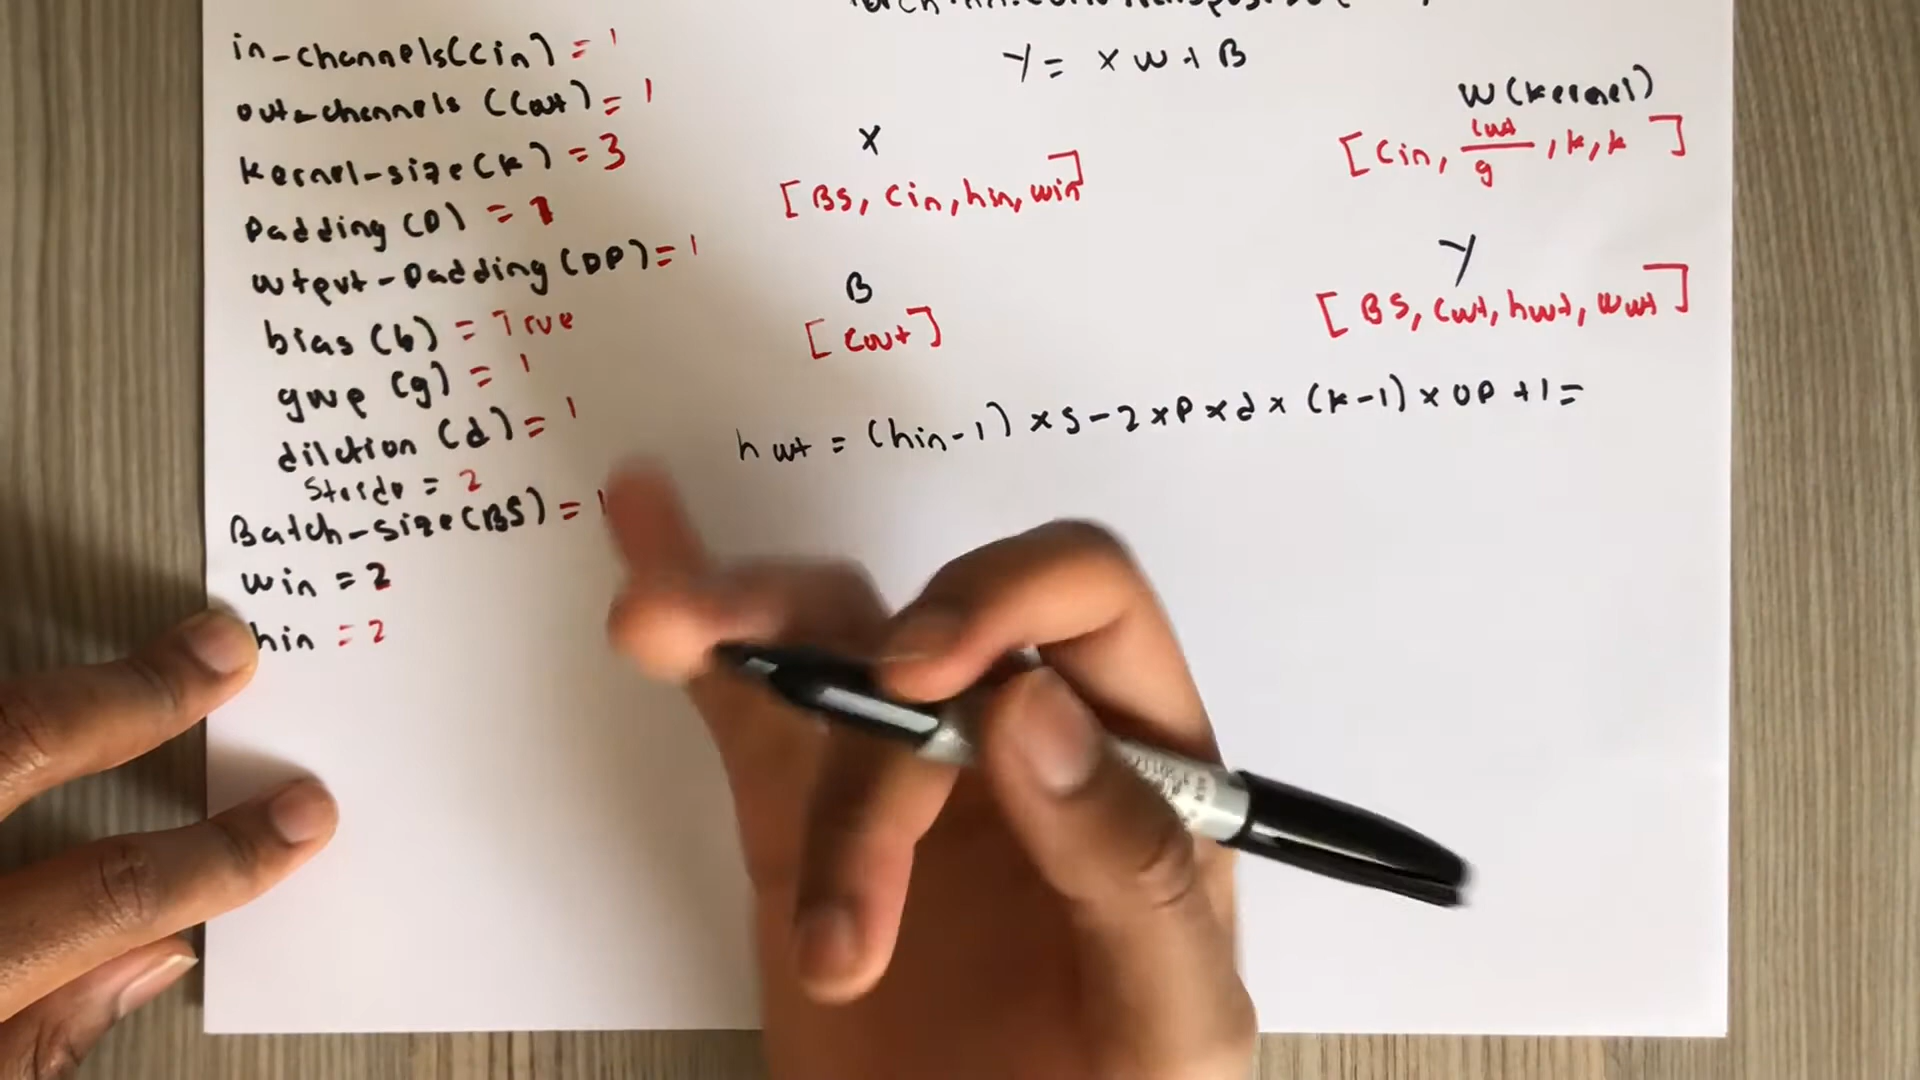 in-channels(Cin) = 1
out-channels (Cout) = 1
kernel-size(k) = 3
Padding (P) = 1
output-Padding (OP) = 1
bias (b) = True
group (g) = 1
dilation (d) = 1
Stride = 2
Batch-size(BS) = 1
win = 2
hin = 2
Y = X W + B
X
[BS, Cin, hin, win]
W (kernel)
[Cin, Cout/g, k, k]
B
[Cout]
Y
[BS, Cout, hout, wout]
h out = (hin-1) × S - 2 × P × d × (k-1) × OP + 1 =